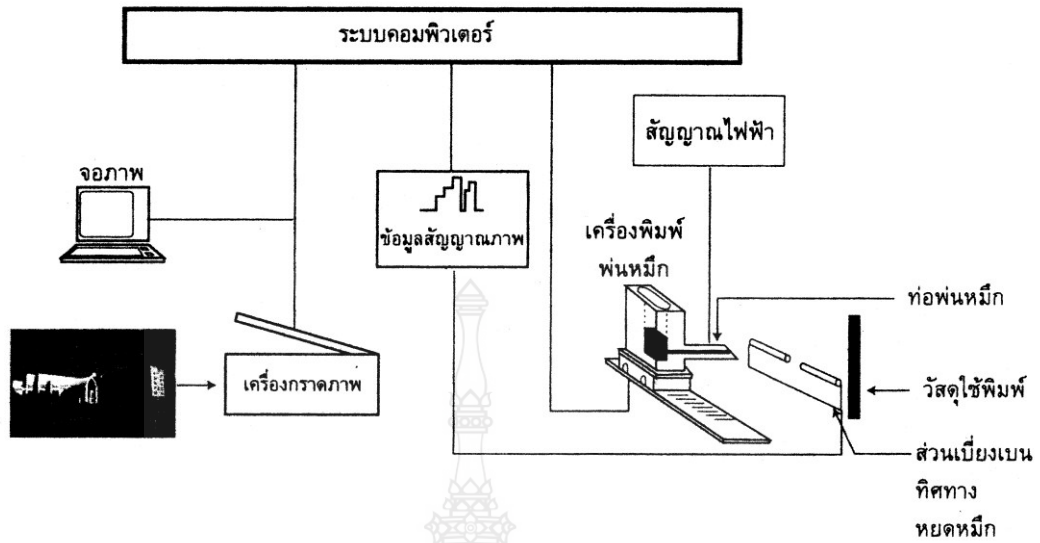 ระบบคอมพิวเตอร์
สัญญาณไฟฟ้า
จอภาพ
ข้อมูลสัญญาณภาพ
เครื่องพิมพ์
พ่นหมึก
ท่อพ่นหมึก
เครื่องกราดภาพ
วัสดุใช้พิมพ์
ส่วนเบี่ยงเบน
ทิศทาง
หยดหมึก